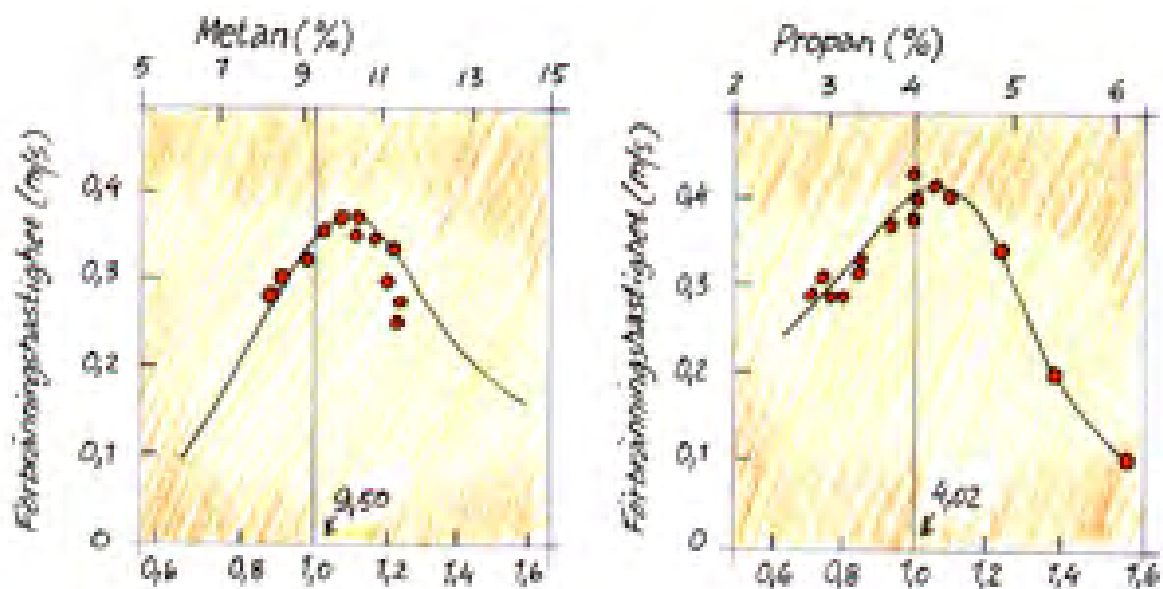 Metan (%)
5 7 9 11 13 15
Förbränningshastighet (m/s)
0,4
0,3
0,2
0,1
0
9,50
0,6 0,8 1,0 1,2 1,4 1,6
Propan (%)
2 3 4 5 6
Förbränningshastighet (m/s)
0,4
0,3
0,2
0,1
0
4,02
0,6 0,8 1,0 1,2 1,4 1,6